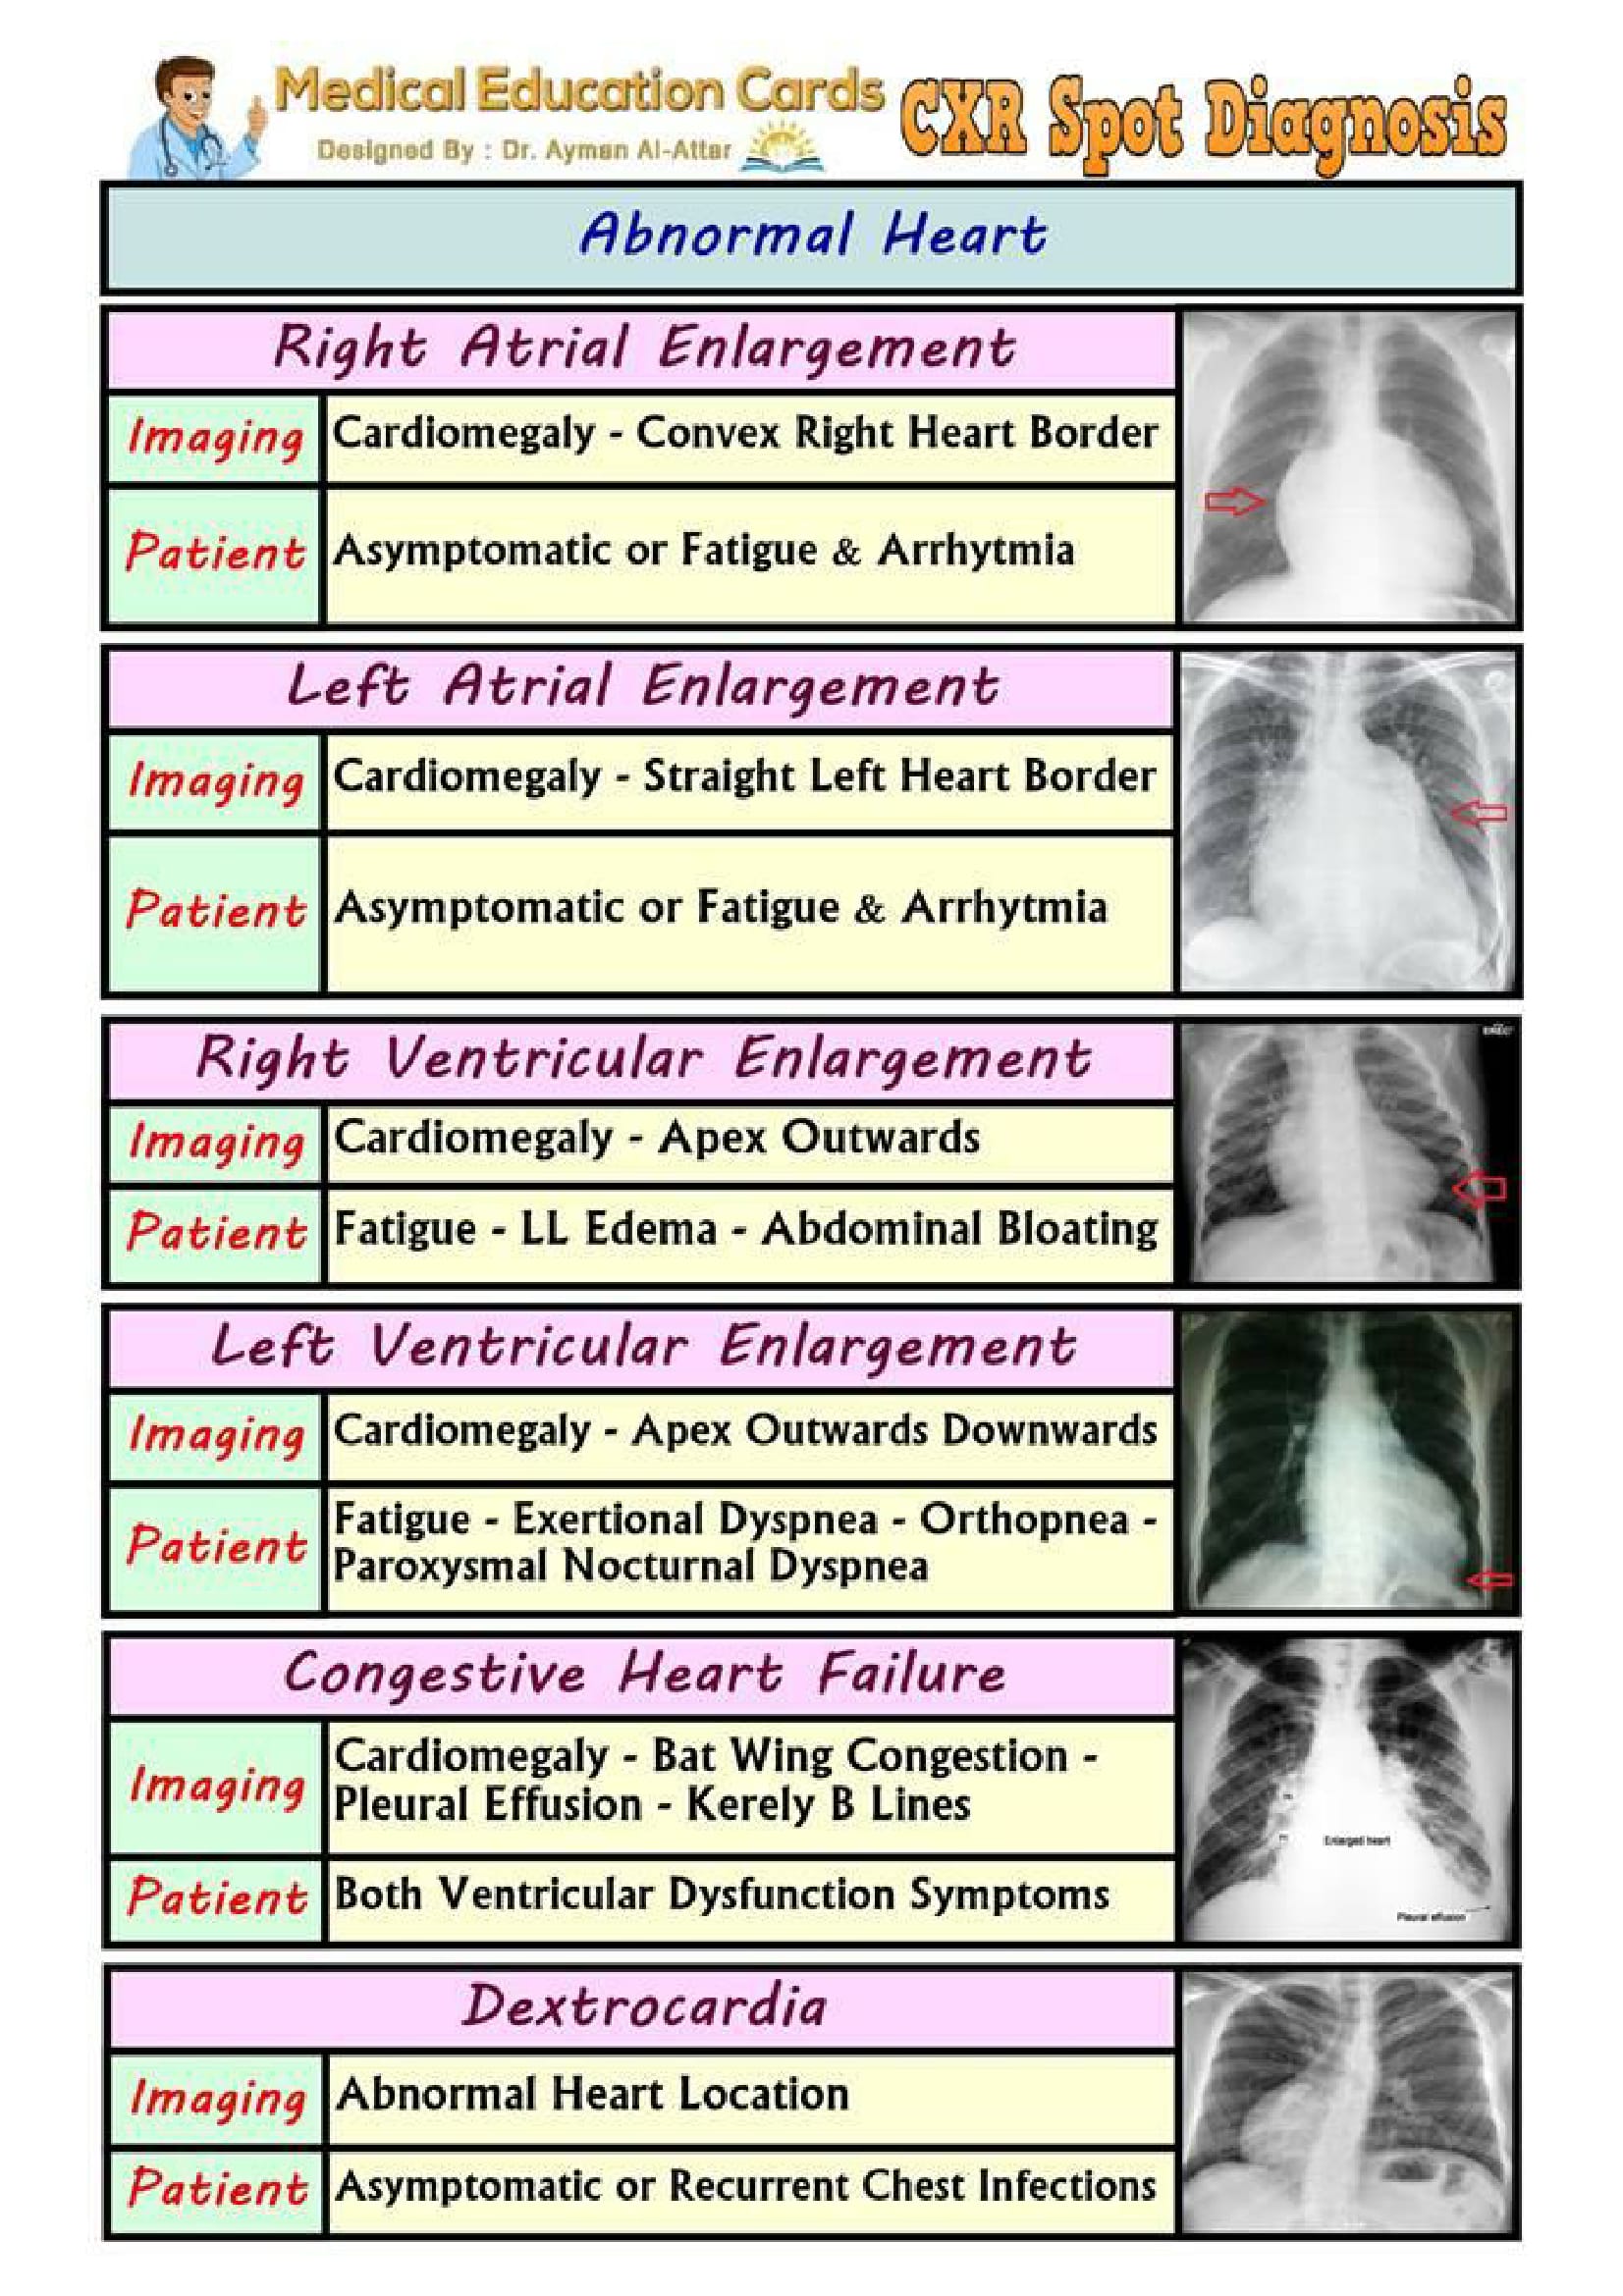 Medical Education Cards
Designed By : Dr. Ayman Al-Attar
CXR Spot Diagnosis
Abnormal Heart
Right Atrial Enlargement
Imaging
Cardiomegaly - Convex Right Heart Border
Patient
Asymptomatic or Fatigue & Arrhytmia
Left Atrial Enlargement
Imaging
Cardiomegaly - Straight Left Heart Border
Patient
Asymptomatic or Fatigue & Arrhytmia
Right Ventricular Enlargement
Imaging
Cardiomegaly - Apex Outwards
Patient
Fatigue - LL Edema - Abdominal Bloating
Left Ventricular Enlargement
Imaging
Cardiomegaly - Apex Outwards Downwards
Patient
Fatigue - Exertional Dyspnea - Orthopnea -
Paroxysmal Nocturnal Dyspnea
Congestive Heart Failure
Imaging
Cardiomegaly - Bat Wing Congestion -
Pleural Effusion - Kerely B Lines
Enlarged heart
Pleural effusion
Patient
Both Ventricular Dysfunction Symptoms
Dextrocardia
Imaging
Abnormal Heart Location
Patient
Asymptomatic or Recurrent Chest Infections